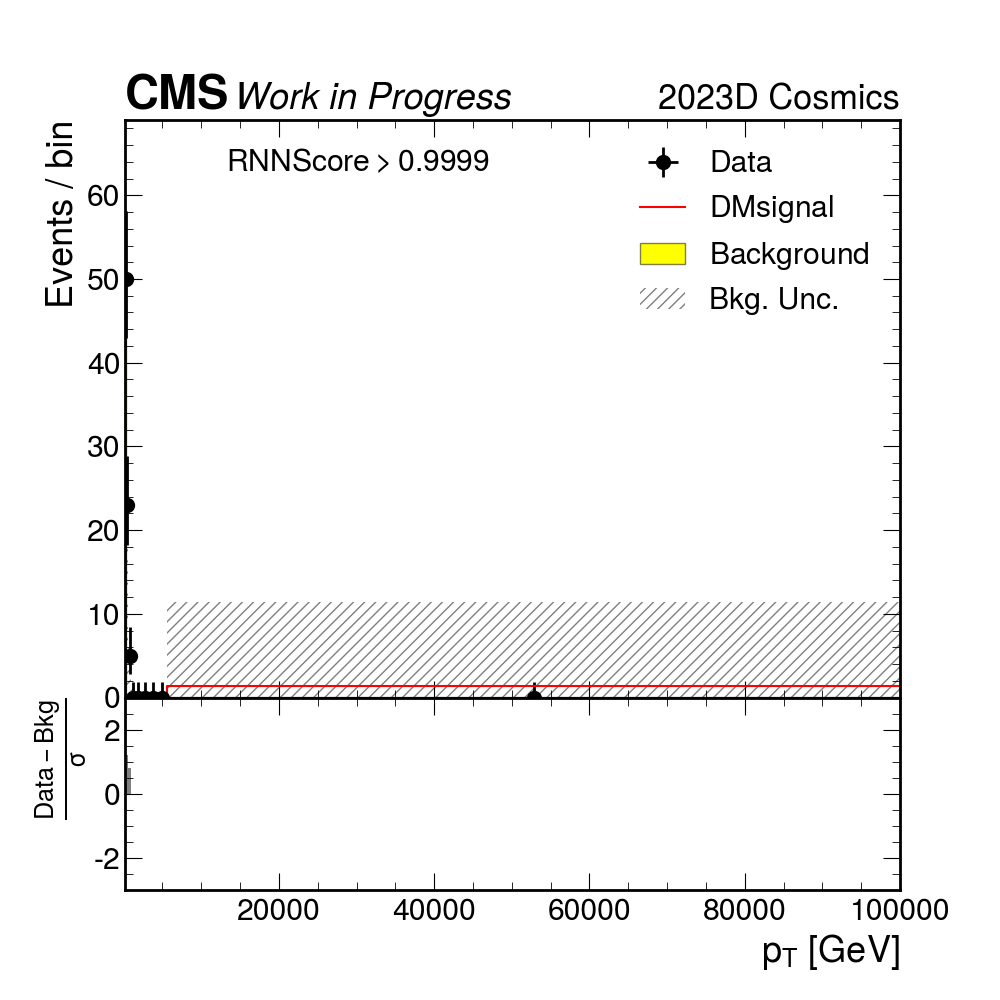 CMS Work in Progress 2023D Cosmics
Events / bin
RNNScore > 0.9999
Data
DMsignal
Background
Bkg. Unc.
60
50
40
30
20
10
0
Data – Bkg
σ
2
0
-2
20000 40000 60000 80000 100000
pT [GeV]